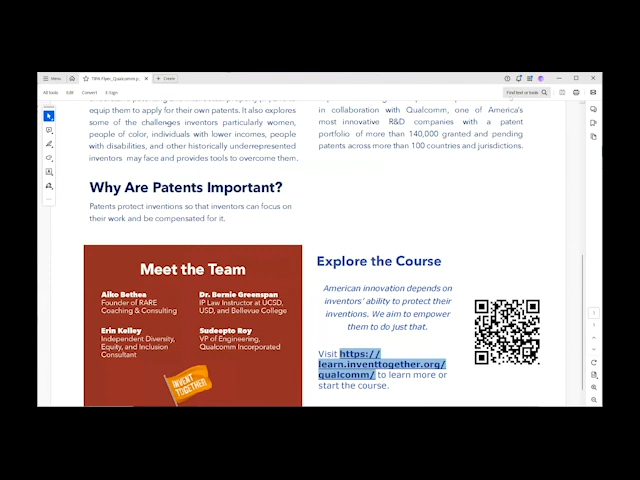 Menu
TIPA Flyer_Qualcomm.p...
Create
All tools Edit Convert E-Sign
Find text or tools
equip them to apply for their own patents. It also explores
some of the challenges inventors particularly women,
people of color, individuals with lower incomes, people
with disabilities, and other historically underrepresented
inventors may face and provides tools to overcome them.
in collaboration with Qualcomm, one of America's
most innovative R&D companies with a patent
portfolio of more than 140,000 granted and pending
patents across more than 100 countries and jurisdictions.
Why Are Patents Important?
Patents protect inventions so that inventors can focus on
their work and be compensated for it.
Meet the Team
Aiko Bethea
Founder of RARE
Coaching & Consulting
Dr. Bernie Greenspan
IP Law Instructor at UCSD,
USD, and Bellevue College
Erin Kelley
Independent Diversity,
Equity, and Inclusion
Consultant
Sudeepto Roy
VP of Engineering,
Qualcomm Incorporated
INVENT
TOGETHER
Explore the Course
American innovation depends on
inventors' ability to protect their
inventions. We aim to empower
them to do just that.
Visit https://
learn.inventtogether.org/
qualcomm/ to learn more or
start the course.